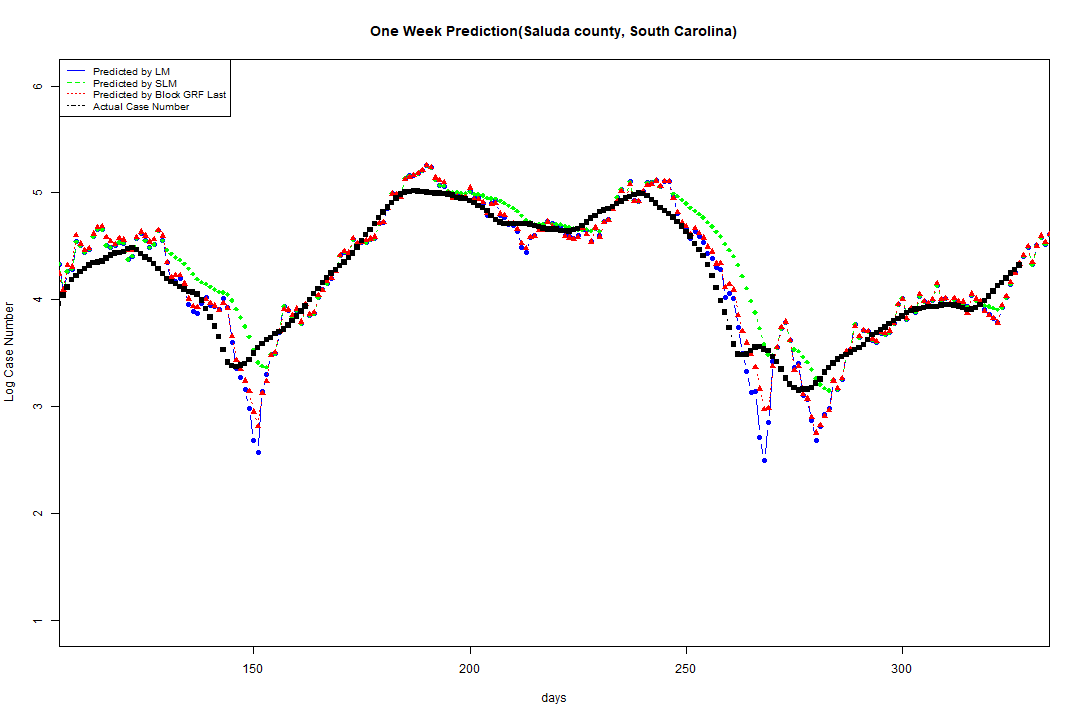 One Week Prediction(Saluda county, South Carolina)
Predicted by LM
Predicted by SLM
Predicted by Block GRF Last
Actual Case Number
6
5
4
3
2
1
Log Case Number
150
200
250
300
days